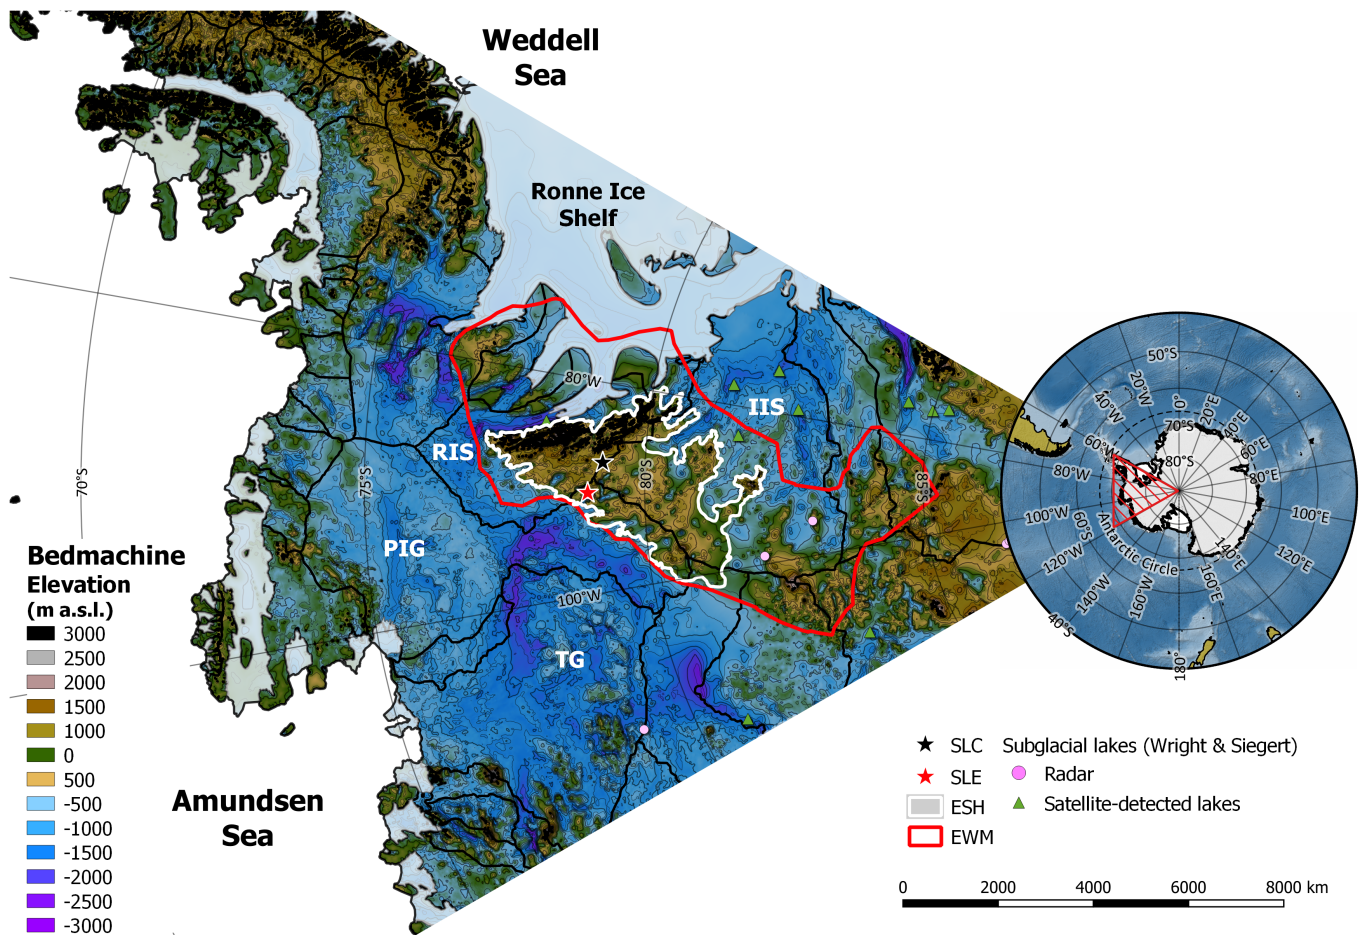 Weddell
Sea
Ronne Ice
Shelf
80°W
IIS
RIS
70°S
75°S
80°S
85°S
PIG
100°W
TG
Amundsen
Sea
Bedmachine
Elevation
(m a.s.l.)
3000
2500
2000
1500
1000
0
500
-500
-1000
-1500
-2000
-2500
-3000
50°S
20°W
0°
20°E
40°W
40°E
70°S
60°W
60°E
80°W
80°S
80°E
100°W
60°S
100°E
Antarctic Circle
120°W
140°E
120°E
140°W
160°W
160°E
40°S
180°
SLC Subglacial lakes (Wright & Siegert)
SLE Radar
ESH Satellite-detected lakes
EWM
0 2000 4000 6000 8000 km